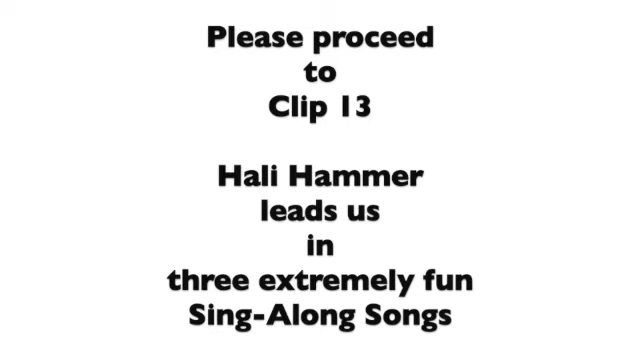 Please proceed
to
Clip 13
Hali Hammer
leads us
in
three extremely fun
Sing-Along Songs